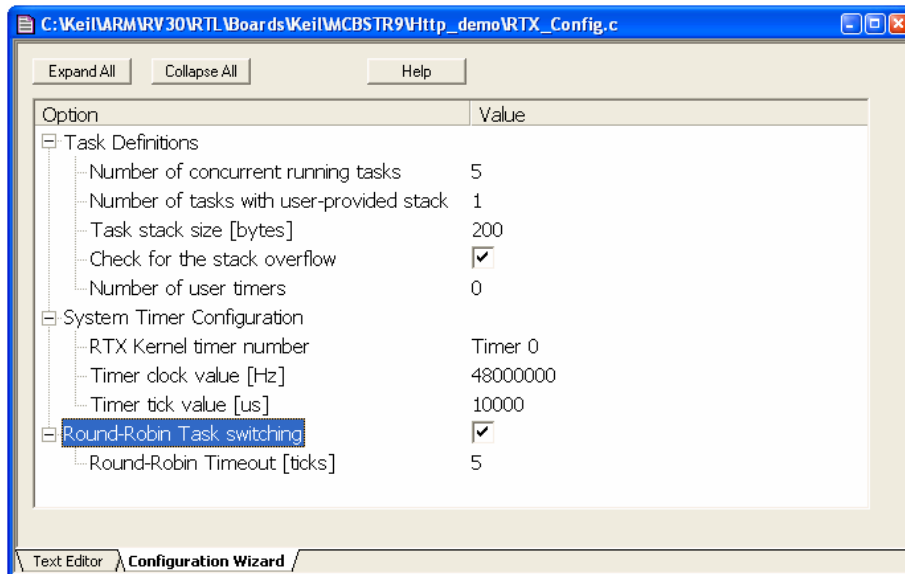 C:\Keil\ARM\RV30\RTL\Boards\Keil\MCBSTR9\Http_demo\RTX_Config.c
Expand All Collapse All Help
Option Value
Task Definitions
Number of concurrent running tasks 5
Number of tasks with user-provided stack 1
Task stack size [bytes] 200
Check for the stack overflow
Number of user timers 0
System Timer Configuration
RTX Kernel timer number Timer 0
Timer clock value [Hz] 48000000
Timer tick value [us] 10000
Round-Robin Task switching
Round-Robin Timeout [ticks] 5
Text Editor Configuration Wizard